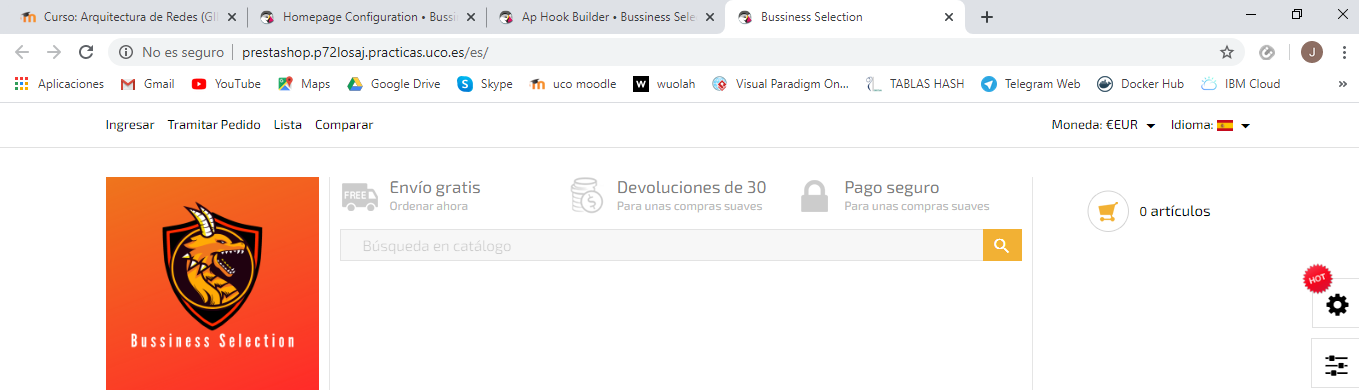 Curso: Arquitectura de Redes (GII
Homepage Configuration • Bussi
Ap Hook Builder • Bussiness Sele
Bussiness Selection
No es seguro | prestashop.p72losaj.practicas.uco.es/es/
J
Aplicaciones Gmail YouTube Maps Google Drive Skype uco moodle wuolah Visual Paradigm On... TABLAS HASH Telegram Web Docker Hub IBM Cloud »
Ingresar Tramitar Pedido Lista Comparar Moneda: €EUR Idioma:
FREE Envío gratis Devoluciones de 30 Pago seguro
Ordenar ahora Para unas compras suaves Para unas compras suaves
0 artículos
Búsqueda en catálogo
HOT
Bussiness Selection